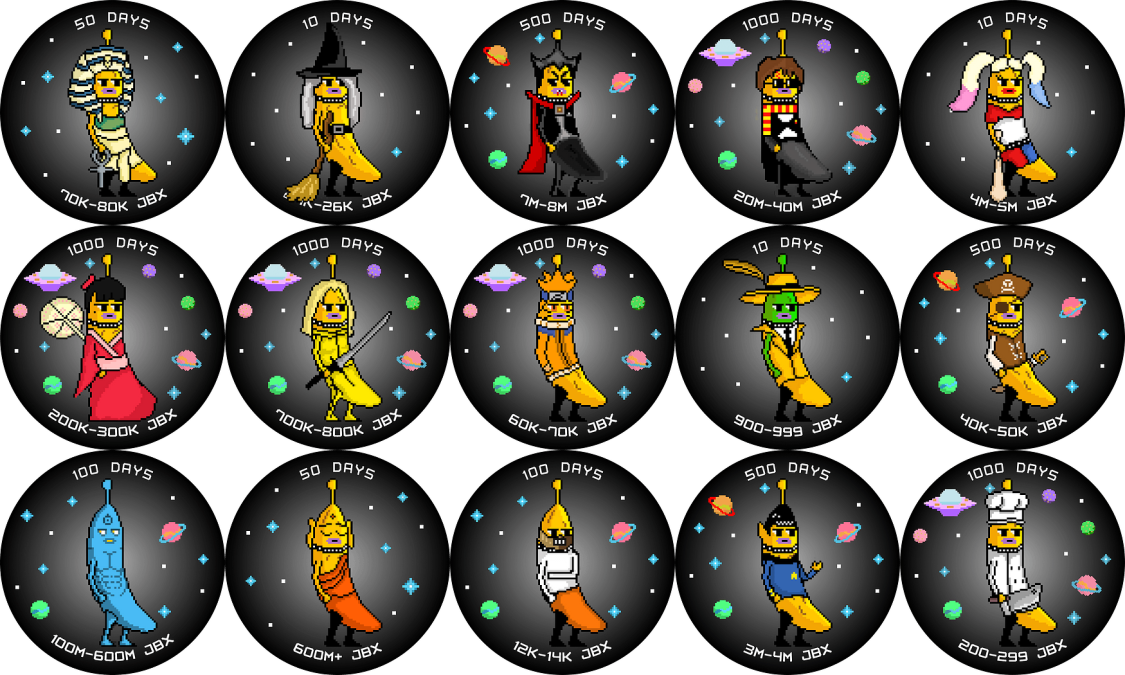 50 DAYS
70K-80K JBX
10 DAYS
K-26K JBX
500 DAYS
7M-8M JBX
1000 DAYS
20M-40M JBX
10 DAYS
4M-5M JBX
1000 DAYS
200K-300K JBX
1000 DAYS
700K-800K JBX
1000 DAYS
60K-70K JBX
10 DAYS
900-999 JBX
500 DAYS
40K-50K JBX
100 DAYS
100M-600M JBX
50 DAYS
600M+ JBX
100 DAYS
12K-14K JBX
500 DAYS
3M-4M JBX
1000 DAYS
200-299 JBX